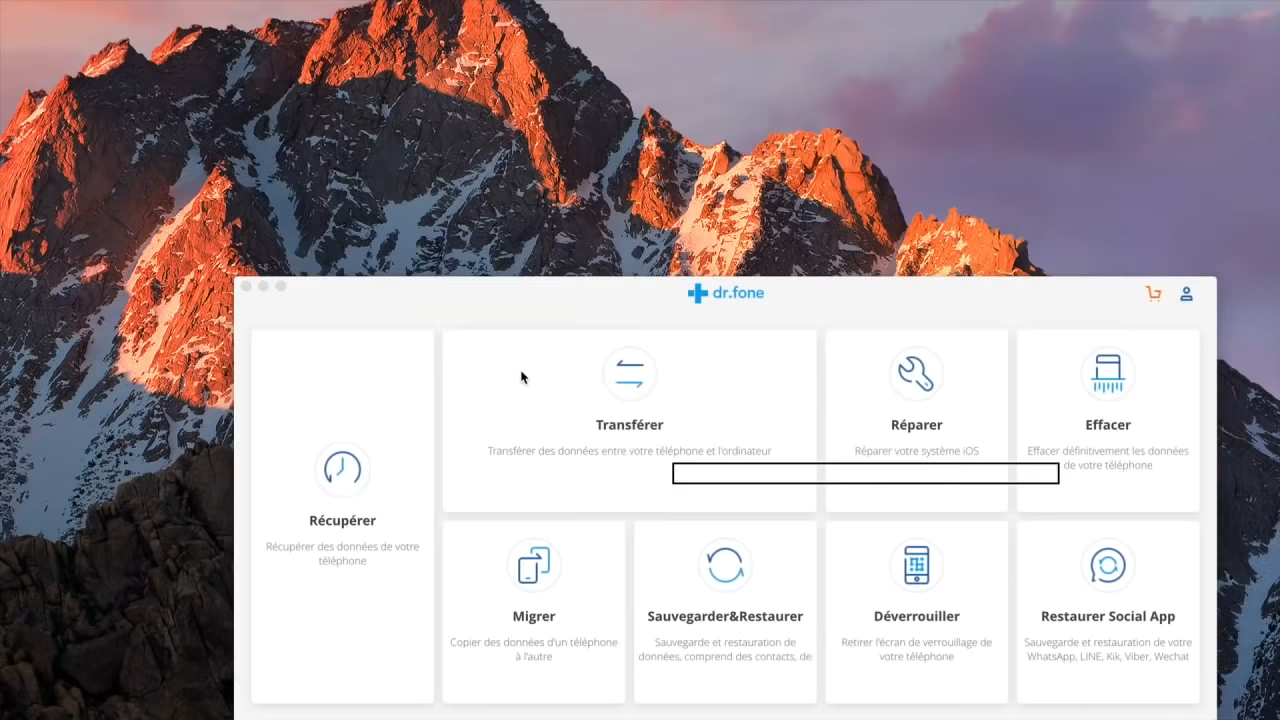 dr.fone
Transférer
Transférer des données entre votre téléphone et l'ordinateur
Réparer
Réparer votre système iOS
Effacer
Effacer définitivement les données
de votre téléphone
Récupérer
Récupérer des données de votre
téléphone
Migrer
Copier des données d'un téléphone
à l'autre
Sauvegarder&Restaurer
Sauvegarde et restauration de
données, comprend des contacts, de
Déverrouiller
Retirer l'écran de verrouillage de
votre téléphone
Restaurer Social App
Sauvegarde et restauration de votre
WhatsApp, LINE, Kik, Viber, Wechat